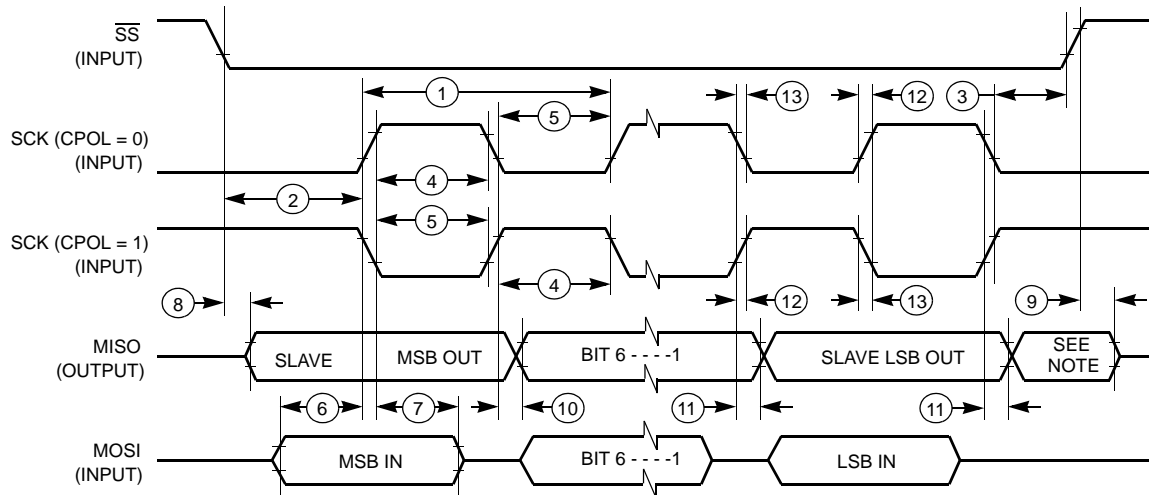 SS
(INPUT)
1
13
12
3
5
SCK (CPOL = 0)
(INPUT)
4
2
5
SCK (CPOL = 1)
(INPUT)
4
12
13
8
9
MISO
(OUTPUT)
SLAVE
MSB OUT
BIT 6 - - - -1
SLAVE LSB OUT
SEE
NOTE
6
7
10
11
11
MOSI
(INPUT)
MSB IN
BIT 6 - - - -1
LSB IN